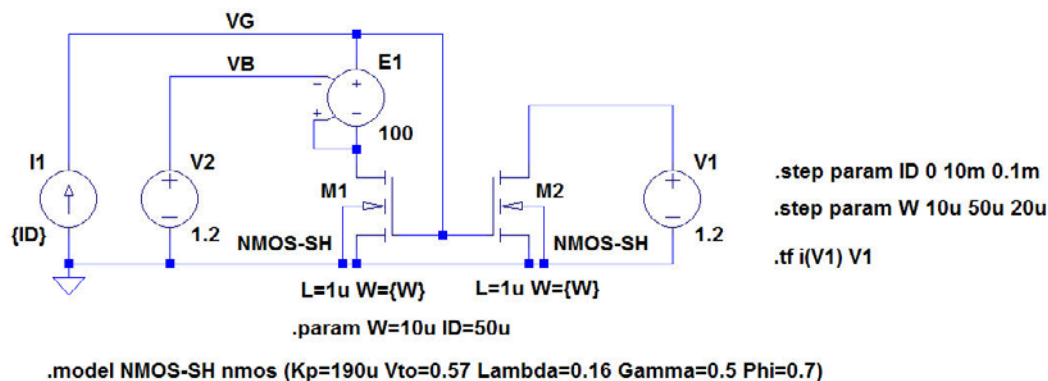 VG
VB
E1
100
I1
{ID}
V2
1.2
M1
NMOS-SH
M2
NMOS-SH
V1
1.2
L=1u W={W}
L=1u W={W}
.step param ID 0 10m 0.1m
.step param W 10u 50u 20u
.tf i(V1) V1
.param W=10u ID=50u
.model NMOS-SH nmos (Kp=190u Vto=0.57 Lambda=0.16 Gamma=0.5 Phi=0.7)